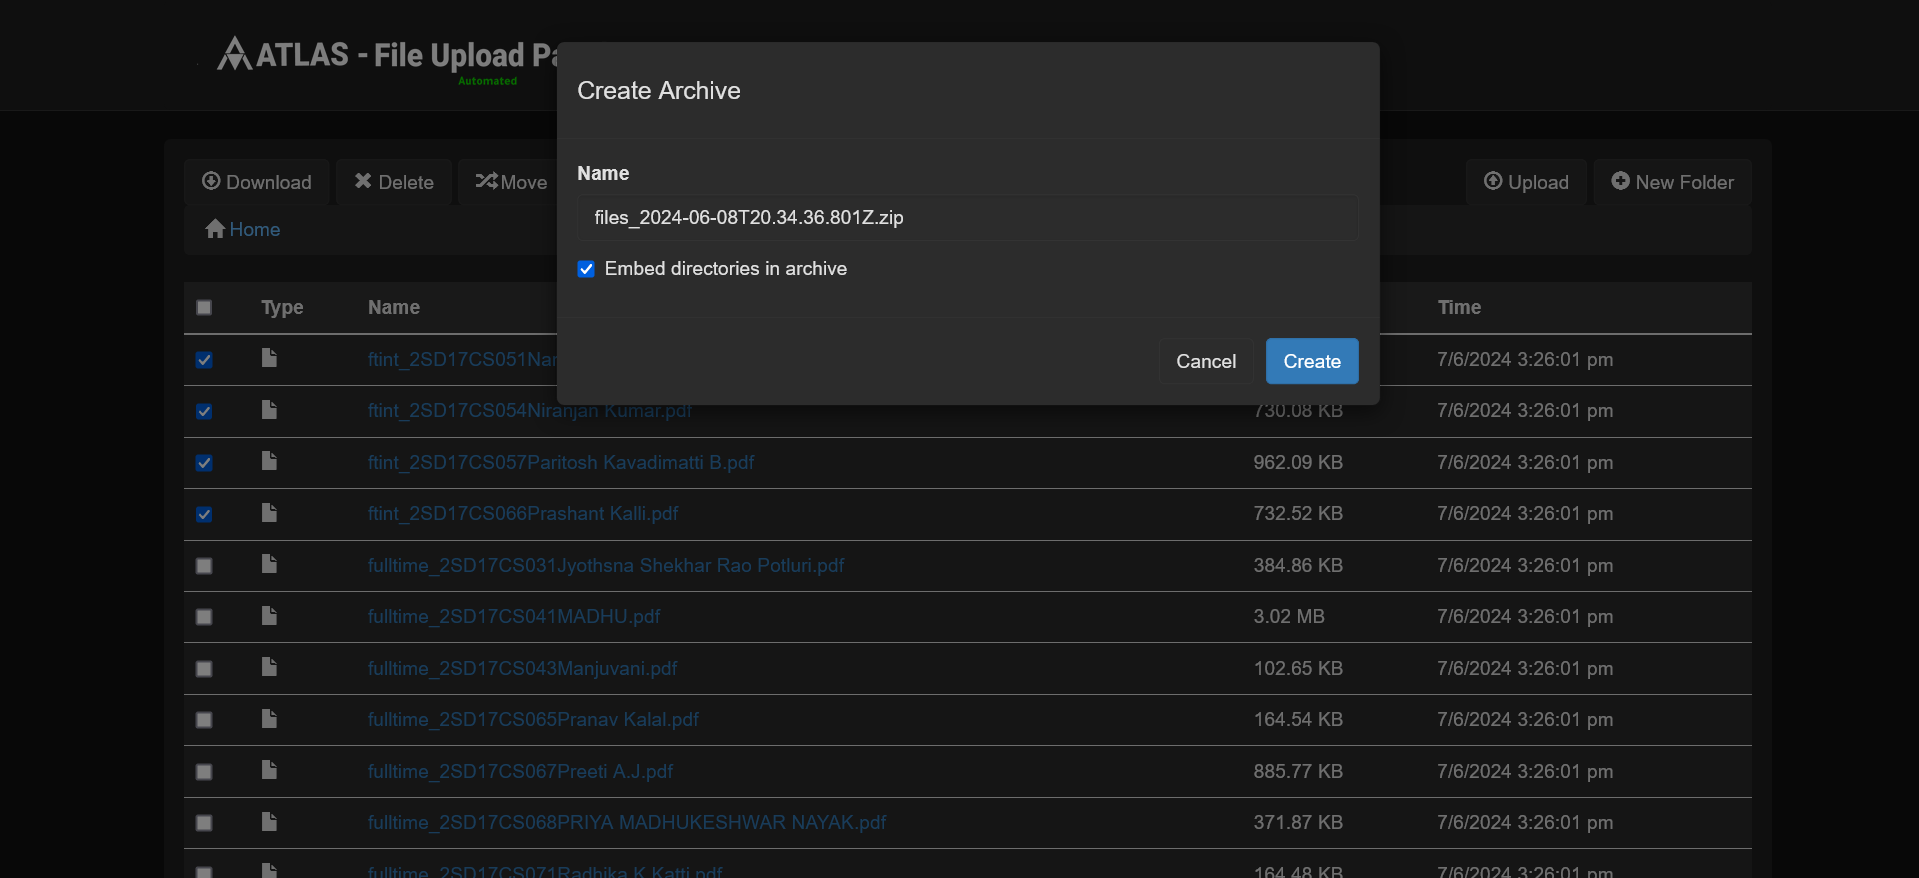 ATLAS - File Upload
Automated
Create Archive
Name
files_2024-06-08T20.34.36.801Z.zip
Embed directories in archive
Cancel Create
Download Delete Move Upload New Folder
Home
Type Name Time
ftint_2SD17CS051 7/6/2024 3:26:01 pm
ftint_2SD17CS054Niranjan Kumar.pdf 730.08 KB 7/6/2024 3:26:01 pm
ftint_2SD17CS057Paritosh Kavadimatti B.pdf 962.09 KB 7/6/2024 3:26:01 pm
ftint_2SD17CS066Prashant Kalli.pdf 732.52 KB 7/6/2024 3:26:01 pm
fulltime_2SD17CS031Jyothsna Shekhar Rao Potluri.pdf 384.86 KB 7/6/2024 3:26:01 pm
fulltime_2SD17CS041MADHU.pdf 3.02 MB 7/6/2024 3:26:01 pm
fulltime_2SD17CS043Manjuvani.pdf 102.65 KB 7/6/2024 3:26:01 pm
fulltime_2SD17CS065Pranav Kalal.pdf 164.54 KB 7/6/2024 3:26:01 pm
fulltime_2SD17CS067Preeti A.J.pdf 885.77 KB 7/6/2024 3:26:01 pm
fulltime_2SD17CS068PRIYA MADHUKESHWAR NAYAK.pdf 371.87 KB 7/6/2024 3:26:01 pm
fulltime_2SD17CS071Radhika K Katti.pdf 164.48 KB 7/6/2024 3:26:01 pm